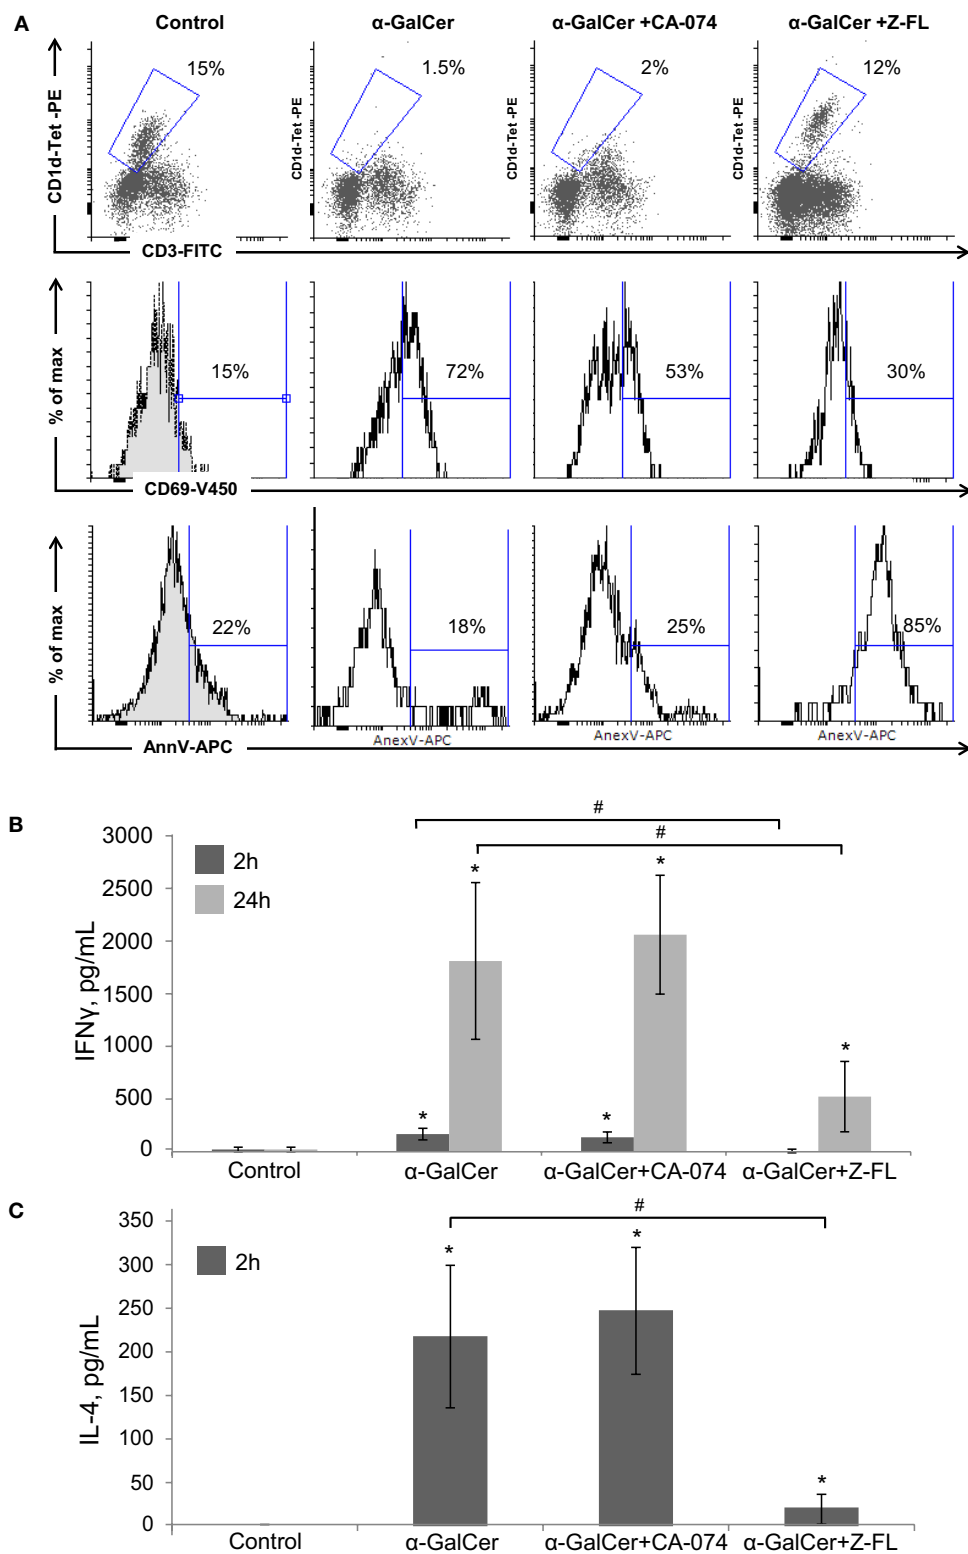 A
Control
α-GalCer
α-GalCer +CA-074
α-GalCer +Z-FL
15%
1.5%
2%
12%
CD1d-Tet -PE
CD1d-Tet -PE
CD1d-Tet -PE
CD1d-Tet -PE
CD3-FITC
% of max
15%
72%
53%
30%
CD69-V450
% of max
22%
18%
25%
85%
AnnV-APC
AnexV-APC
AnexV-APC
AnexV-APC
B
#
#
3000
2500
2000
1500
1000
500
0
IFNγ, pg/mL
2h
24h
*
*
*
*
*
Control
α-GalCer
α-GalCer+CA-074
α-GalCer+Z-FL
C
#
350
300
250
200
150
100
50
0
IL-4, pg/mL
2h
*
*
*
Control
α-GalCer
α-GalCer+CA-074
α-GalCer+Z-FL